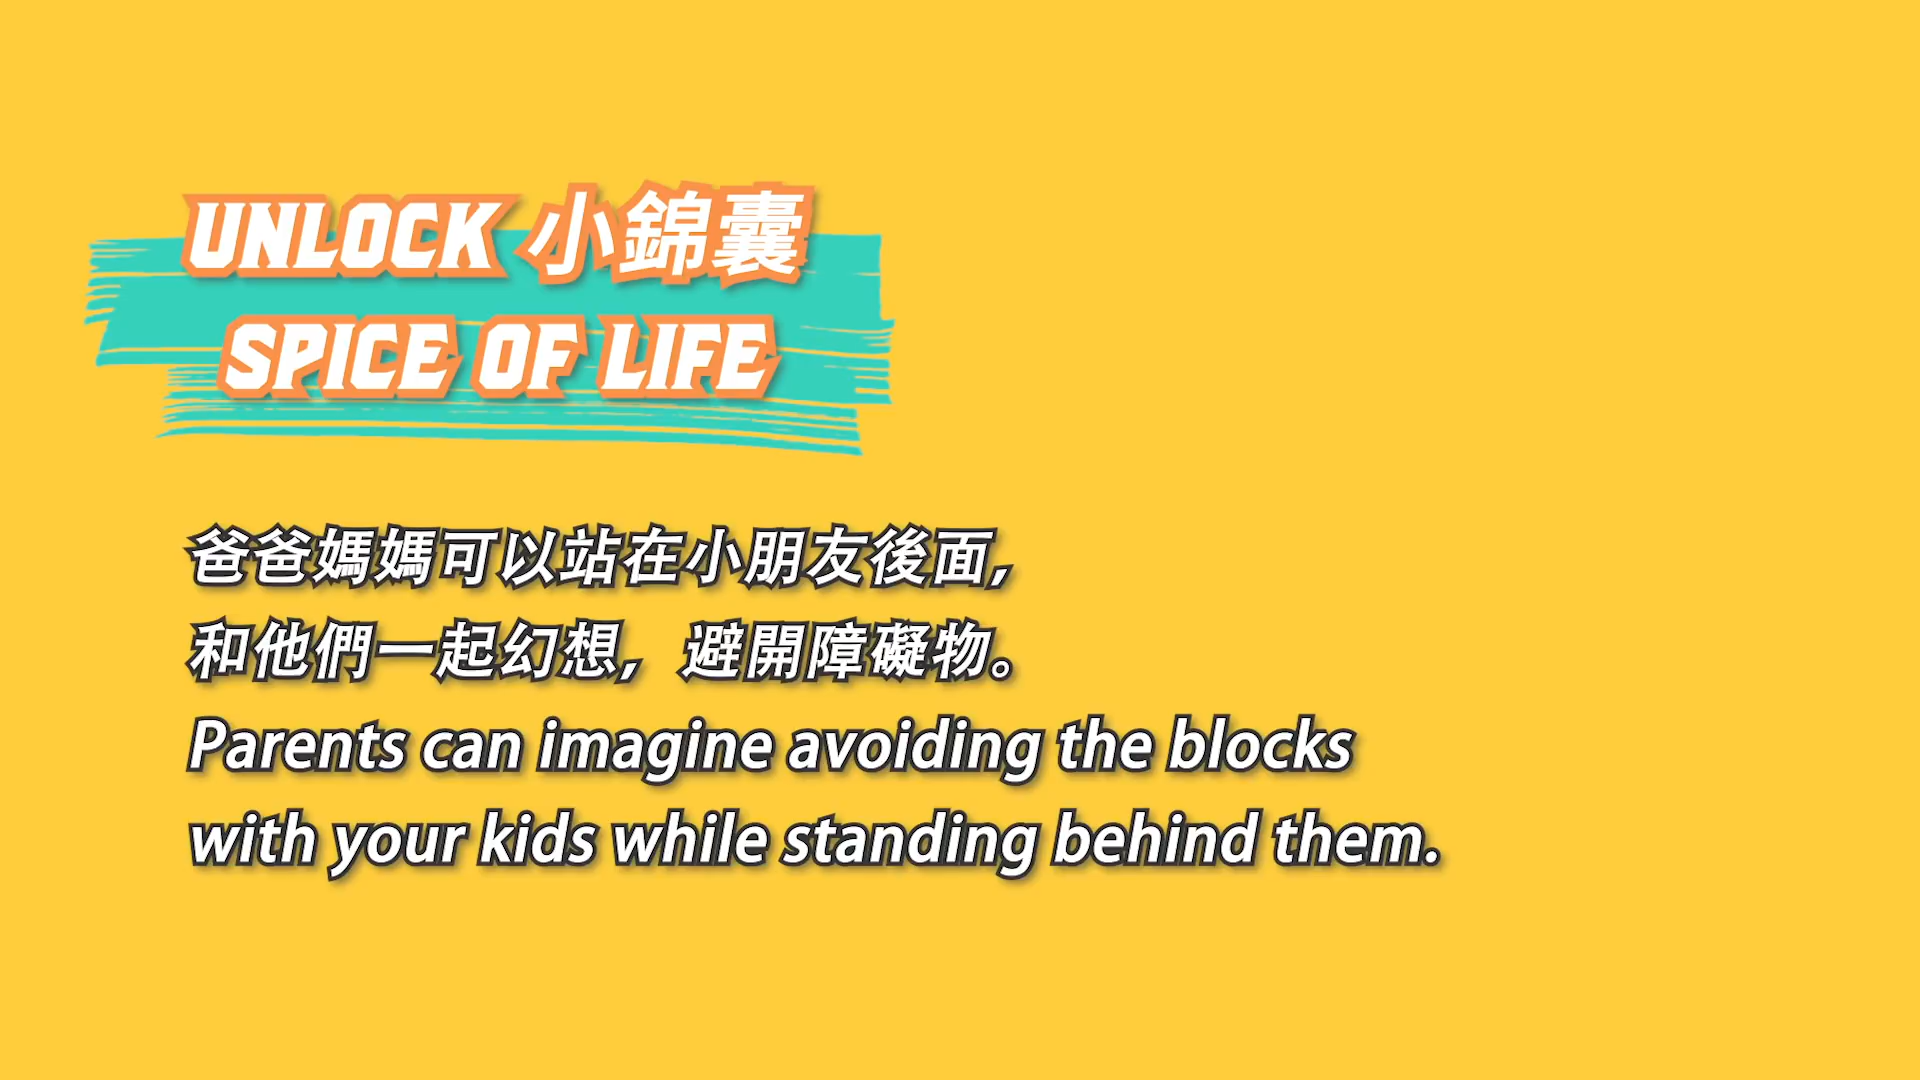 UNLOCK 小錦囊
SPICE OF LIFE
爸爸媽媽可以站在小朋友後面,
和他們一起幻想，避開障礙物。
Parents can imagine avoiding the blocks
with your kids while standing behind them.